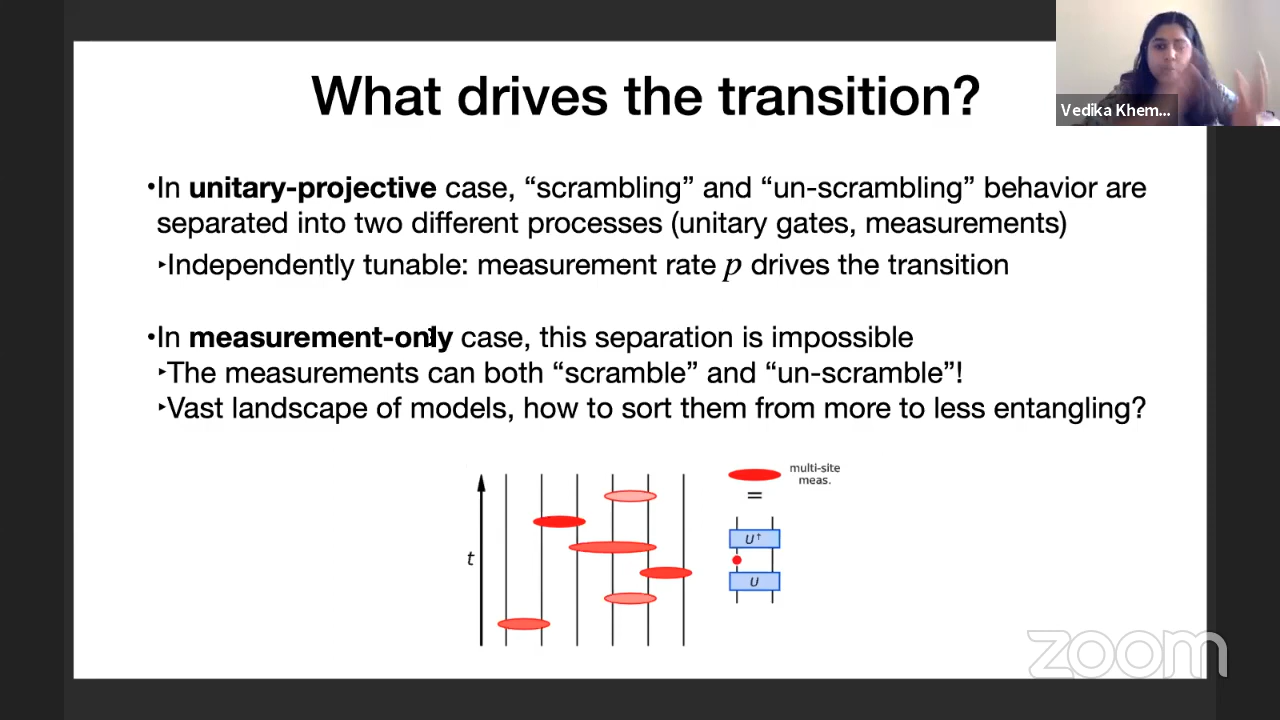 What drives the transition?
Vedika Khem...
•In unitary-projective case, “scrambling” and “un-scrambling” behavior are
separated into two different processes (unitary gates, measurements)
‣Independently tunable: measurement rate p drives the transition
•In measurement-only case, this separation is impossible
‣The measurements can both “scramble” and “un-scramble”!
‣Vast landscape of models, how to sort them from more to less entangling?
multi-site
meas.
=
U†
t
U
zoom